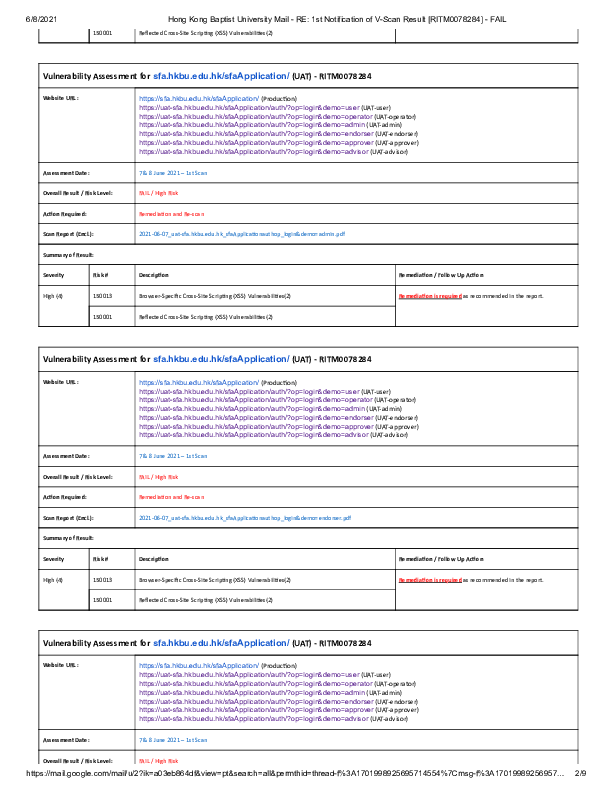 6/8/2021 Hong Kong Baptist University Mail - RE: 1st Notification of V-Scan Result [RITM0078284] - FAIL
150001 Reflected Cross-Site Scripting (XSS) Vulnerabilities (2)
Vulnerability Assessment for sfa.hkbu.edu.hk/sfaApplication/ (UAT) - RITM0078284
Website URL: https://sfa.hkbu.edu.hk/sfaApplication/ (Production)
https://uat-sfa.hkbu.edu.hk/sfaApplication/auth/?op=login&demo=user (UAT-user)
https://uat-sfa.hkbu.edu.hk/sfaApplication/auth/?op=login&demo=operator (UAT-operator)
https://uat-sfa.hkbu.edu.hk/sfaApplication/auth/?op=login&demo=admin (UAT-admin)
https://uat-sfa.hkbu.edu.hk/sfaApplication/auth/?op=login&demo=endorser (UAT-endorser)
https://uat-sfa.hkbu.edu.hk/sfaApplication/auth/?op=login&demo=approver (UAT-approver)
https://uat-sfa.hkbu.edu.hk/sfaApplication/auth/?op=login&demo=advisor (UAT-advisor)
Assessment Date: 7 & 8 June 2021 – 1st Scan
Overall Result / Risk Level: FAIL / High Risk
Action Required: Remediation and Re-scan
Scan Report (Encl.): 2021-06-07_uat-sfa.hkbu.edu.hk_sfaApplicationauthop_login&demoradmin.pdf
Summary of Result:
Severity Risk # Description Remediation / Follow Up Action
High (4) 150013 Browser-Specific Cross-Site Scripting (XSS) Vulnerabilities (2) Remediation is required as recommended in the report.
150001 Reflected Cross-Site Scripting (XSS) Vulnerabilities (2)
Vulnerability Assessment for sfa.hkbu.edu.hk/sfaApplication/ (UAT) - RITM0078284
Website URL: https://sfa.hkbu.edu.hk/sfaApplication/ (Production)
https://uat-sfa.hkbu.edu.hk/sfaApplication/auth/?op=login&demo=user (UAT-user)
https://uat-sfa.hkbu.edu.hk/sfaApplication/auth/?op=login&demo=operator (UAT-operator)
https://uat-sfa.hkbu.edu.hk/sfaApplication/auth/?op=login&demo=admin (UAT-admin)
https://uat-sfa.hkbu.edu.hk/sfaApplication/auth/?op=login&demo=endorser (UAT-endorser)
https://uat-sfa.hkbu.edu.hk/sfaApplication/auth/?op=login&demo=approver (UAT-approver)
https://uat-sfa.hkbu.edu.hk/sfaApplication/auth/?op=login&demo=advisor (UAT-advisor)
Assessment Date: 7 & 8 June 2021 – 1st Scan
Overall Result / Risk Level: FAIL / High Risk
Action Required: Remediation and Re-scan
Scan Report (Encl.): 2021-06-07_uat-sfa.hkbu.edu.hk_sfaApplicationauthop_login&demorendorser.pdf
Summary of Result:
Severity Risk # Description Remediation / Follow Up Action
High (4) 150013 Browser-Specific Cross-Site Scripting (XSS) Vulnerabilities (2) Remediation is required as recommended in the report.
150001 Reflected Cross-Site Scripting (XSS) Vulnerabilities (2)
Vulnerability Assessment for sfa.hkbu.edu.hk/sfaApplication/ (UAT) - RITM0078284
Website URL: https://sfa.hkbu.edu.hk/sfaApplication/ (Production)
https://uat-sfa.hkbu.edu.hk/sfaApplication/auth/?op=login&demo=user (UAT-user)
https://uat-sfa.hkbu.edu.hk/sfaApplication/auth/?op=login&demo=operator (UAT-operator)
https://uat-sfa.hkbu.edu.hk/sfaApplication/auth/?op=login&demo=admin (UAT-admin)
https://uat-sfa.hkbu.edu.hk/sfaApplication/auth/?op=login&demo=endorser (UAT-endorser)
https://uat-sfa.hkbu.edu.hk/sfaApplication/auth/?op=login&demo=approver (UAT-approver)
https://uat-sfa.hkbu.edu.hk/sfaApplication/auth/?op=login&demo=advisor (UAT-advisor)
Assessment Date: 7 & 8 June 2021 – 1st Scan
Overall Result / Risk Level: FAIL / High Risk
https://mail.google.com/mail/u/2?ik=a03eb864df&view=pt&search=all&permthid=thread-f%3A1701998925695714554%7Cmsg-f%3A17019989256957… 2/9